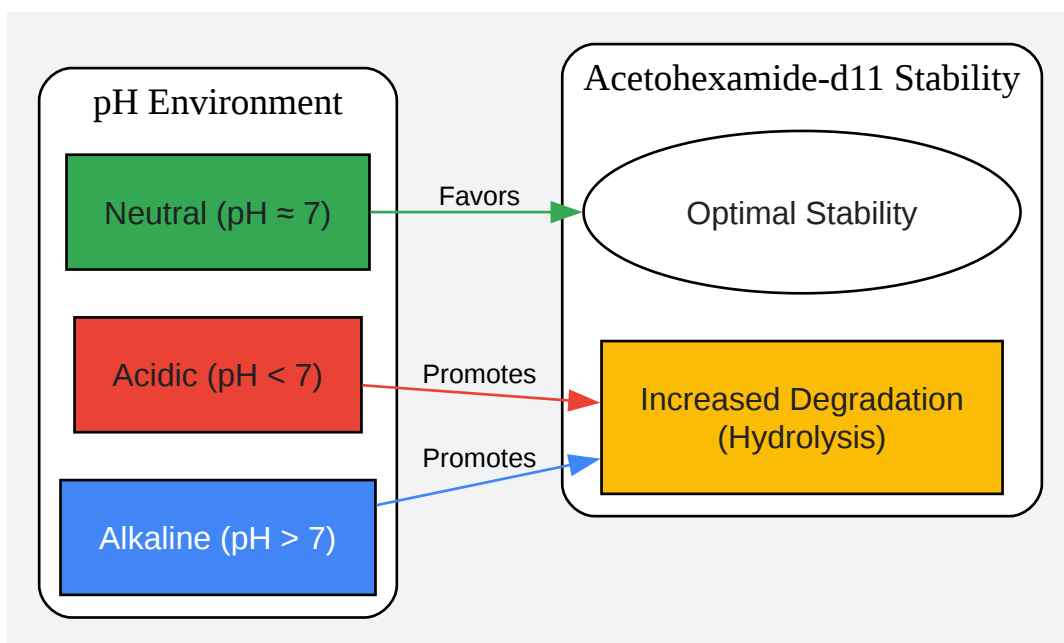 pH Environment
Neutral (pH ≈ 7)
Acidic (pH < 7)
Alkaline (pH > 7)
Favors
Promotes
Promotes
Acetohexamide-d11 Stability
Optimal Stability
Increased Degradation
(Hydrolysis)